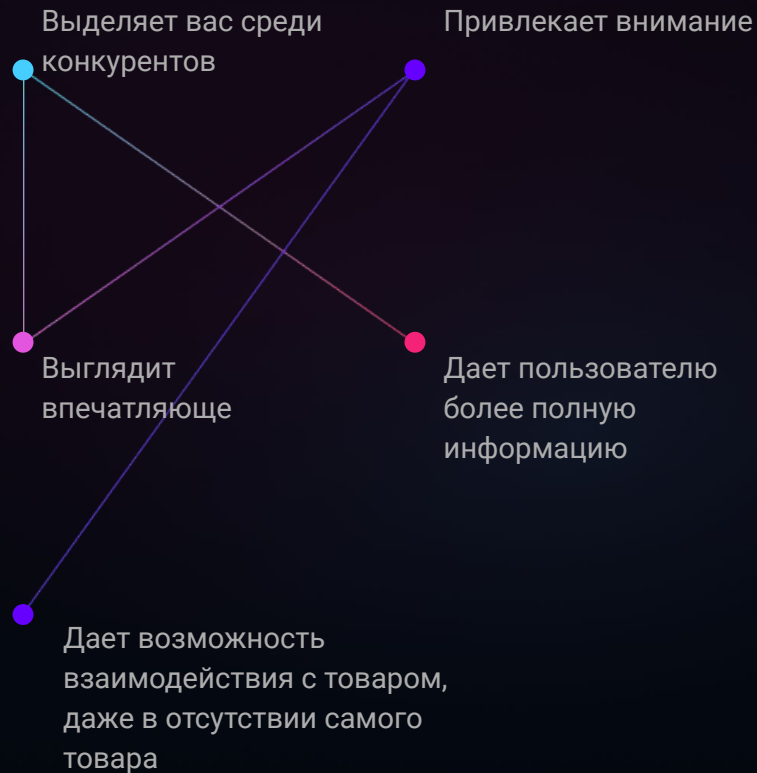 Выделяет вас среди
конкурентов
Привлекает внимание
Выглядит
впечатляюще
Дает пользователю
более полную
информацию
Дает возможность
взаимодействия с товаром,
даже в отсутствии самого
товара